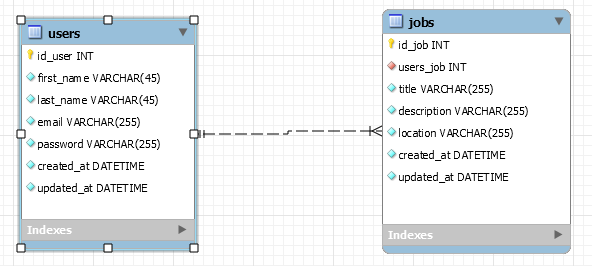 users
id_user INT
first_name VARCHAR(45)
last_name VARCHAR(45)
email VARCHAR(255)
password VARCHAR(255)
created_at DATETIME
updated_at DATETIME
Indexes
jobs
id_job INT
users_job INT
title VARCHAR(255)
description VARCHAR(255)
location VARCHAR(255)
created_at DATETIME
updated_at DATETIME
Indexes